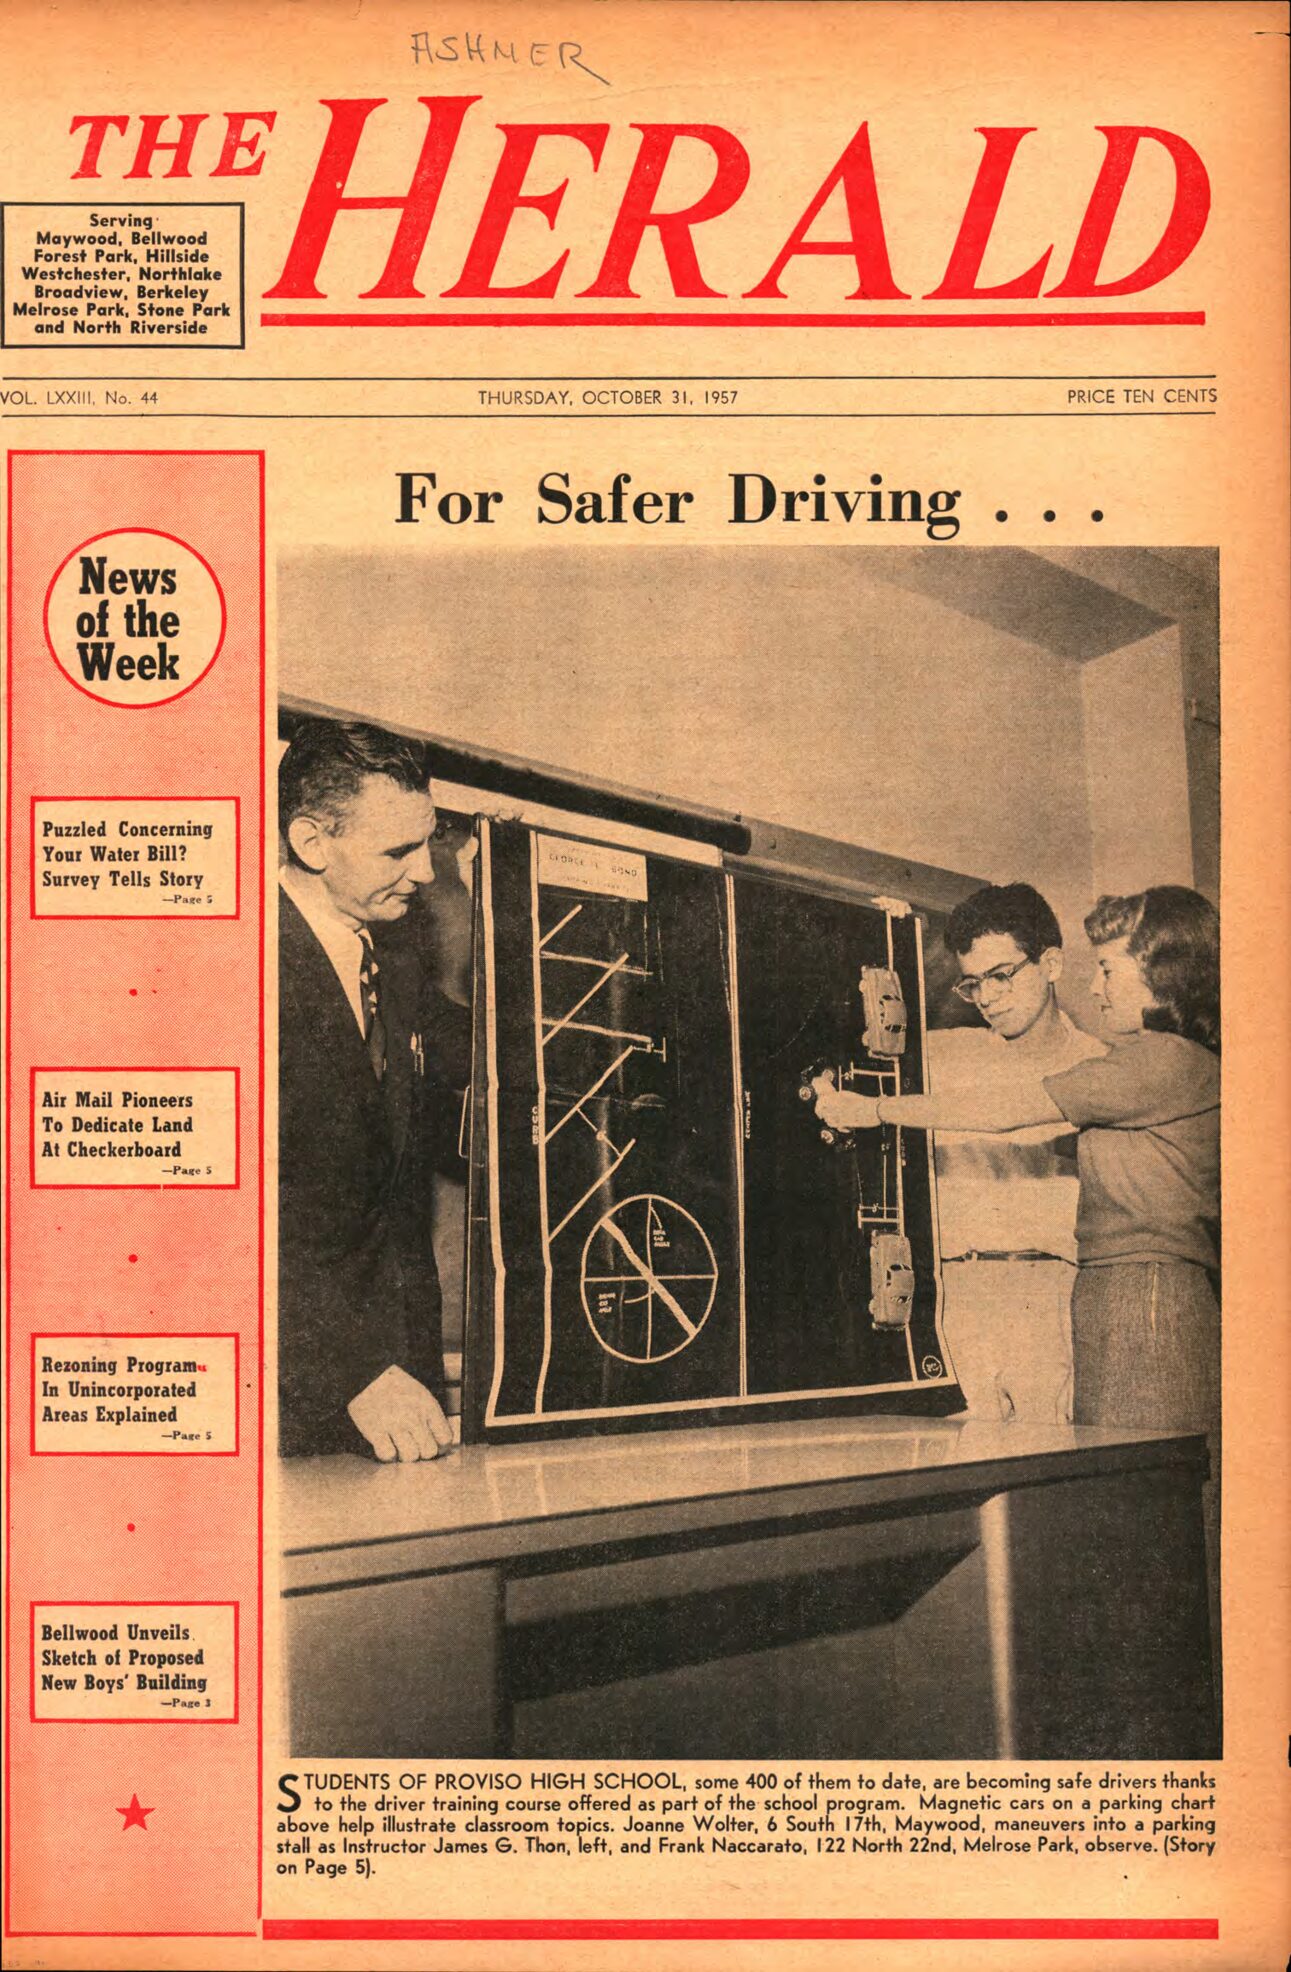 ASHMER
THE HERALD
Serving
Maywood, Bellwood
Forest Park, Hillside
Westchester, Northlake
Broadview, Berkeley
Melrose Park, Stone Park
and North Riverside
VOL. LXXIII, No. 44
THURSDAY, OCTOBER 31, 1957
PRICE TEN CENTS
News
of the
Week
Puzzled Concerning
Your Water Bill?
Survey Tells Story
—Page 5
Air Mail Pioneers
To Dedicate Land
At Checkerboard
—Page 5
Rezoning Program
In Unincorporated
Areas Explained
—Page 5
Bellwood Unveils
Sketch of Proposed
New Boys' Building
—Page 3
For Safer Driving . . .
BOND
CURB
CENTER LINE
STUDENTS OF PROVISO HIGH SCHOOL, some 400 of them to date, are becoming safe drivers thanks
to the driver training course offered as part of the school program. Magnetic cars on a parking chart
above help illustrate classroom topics. Joanne Wolter, 6 South 17th, Maywood, maneuvers into a parking
stall as Instructor James G. Thon, left, and Frank Naccarato, 122 North 22nd, Melrose Park, observe. (Story
on Page 5).